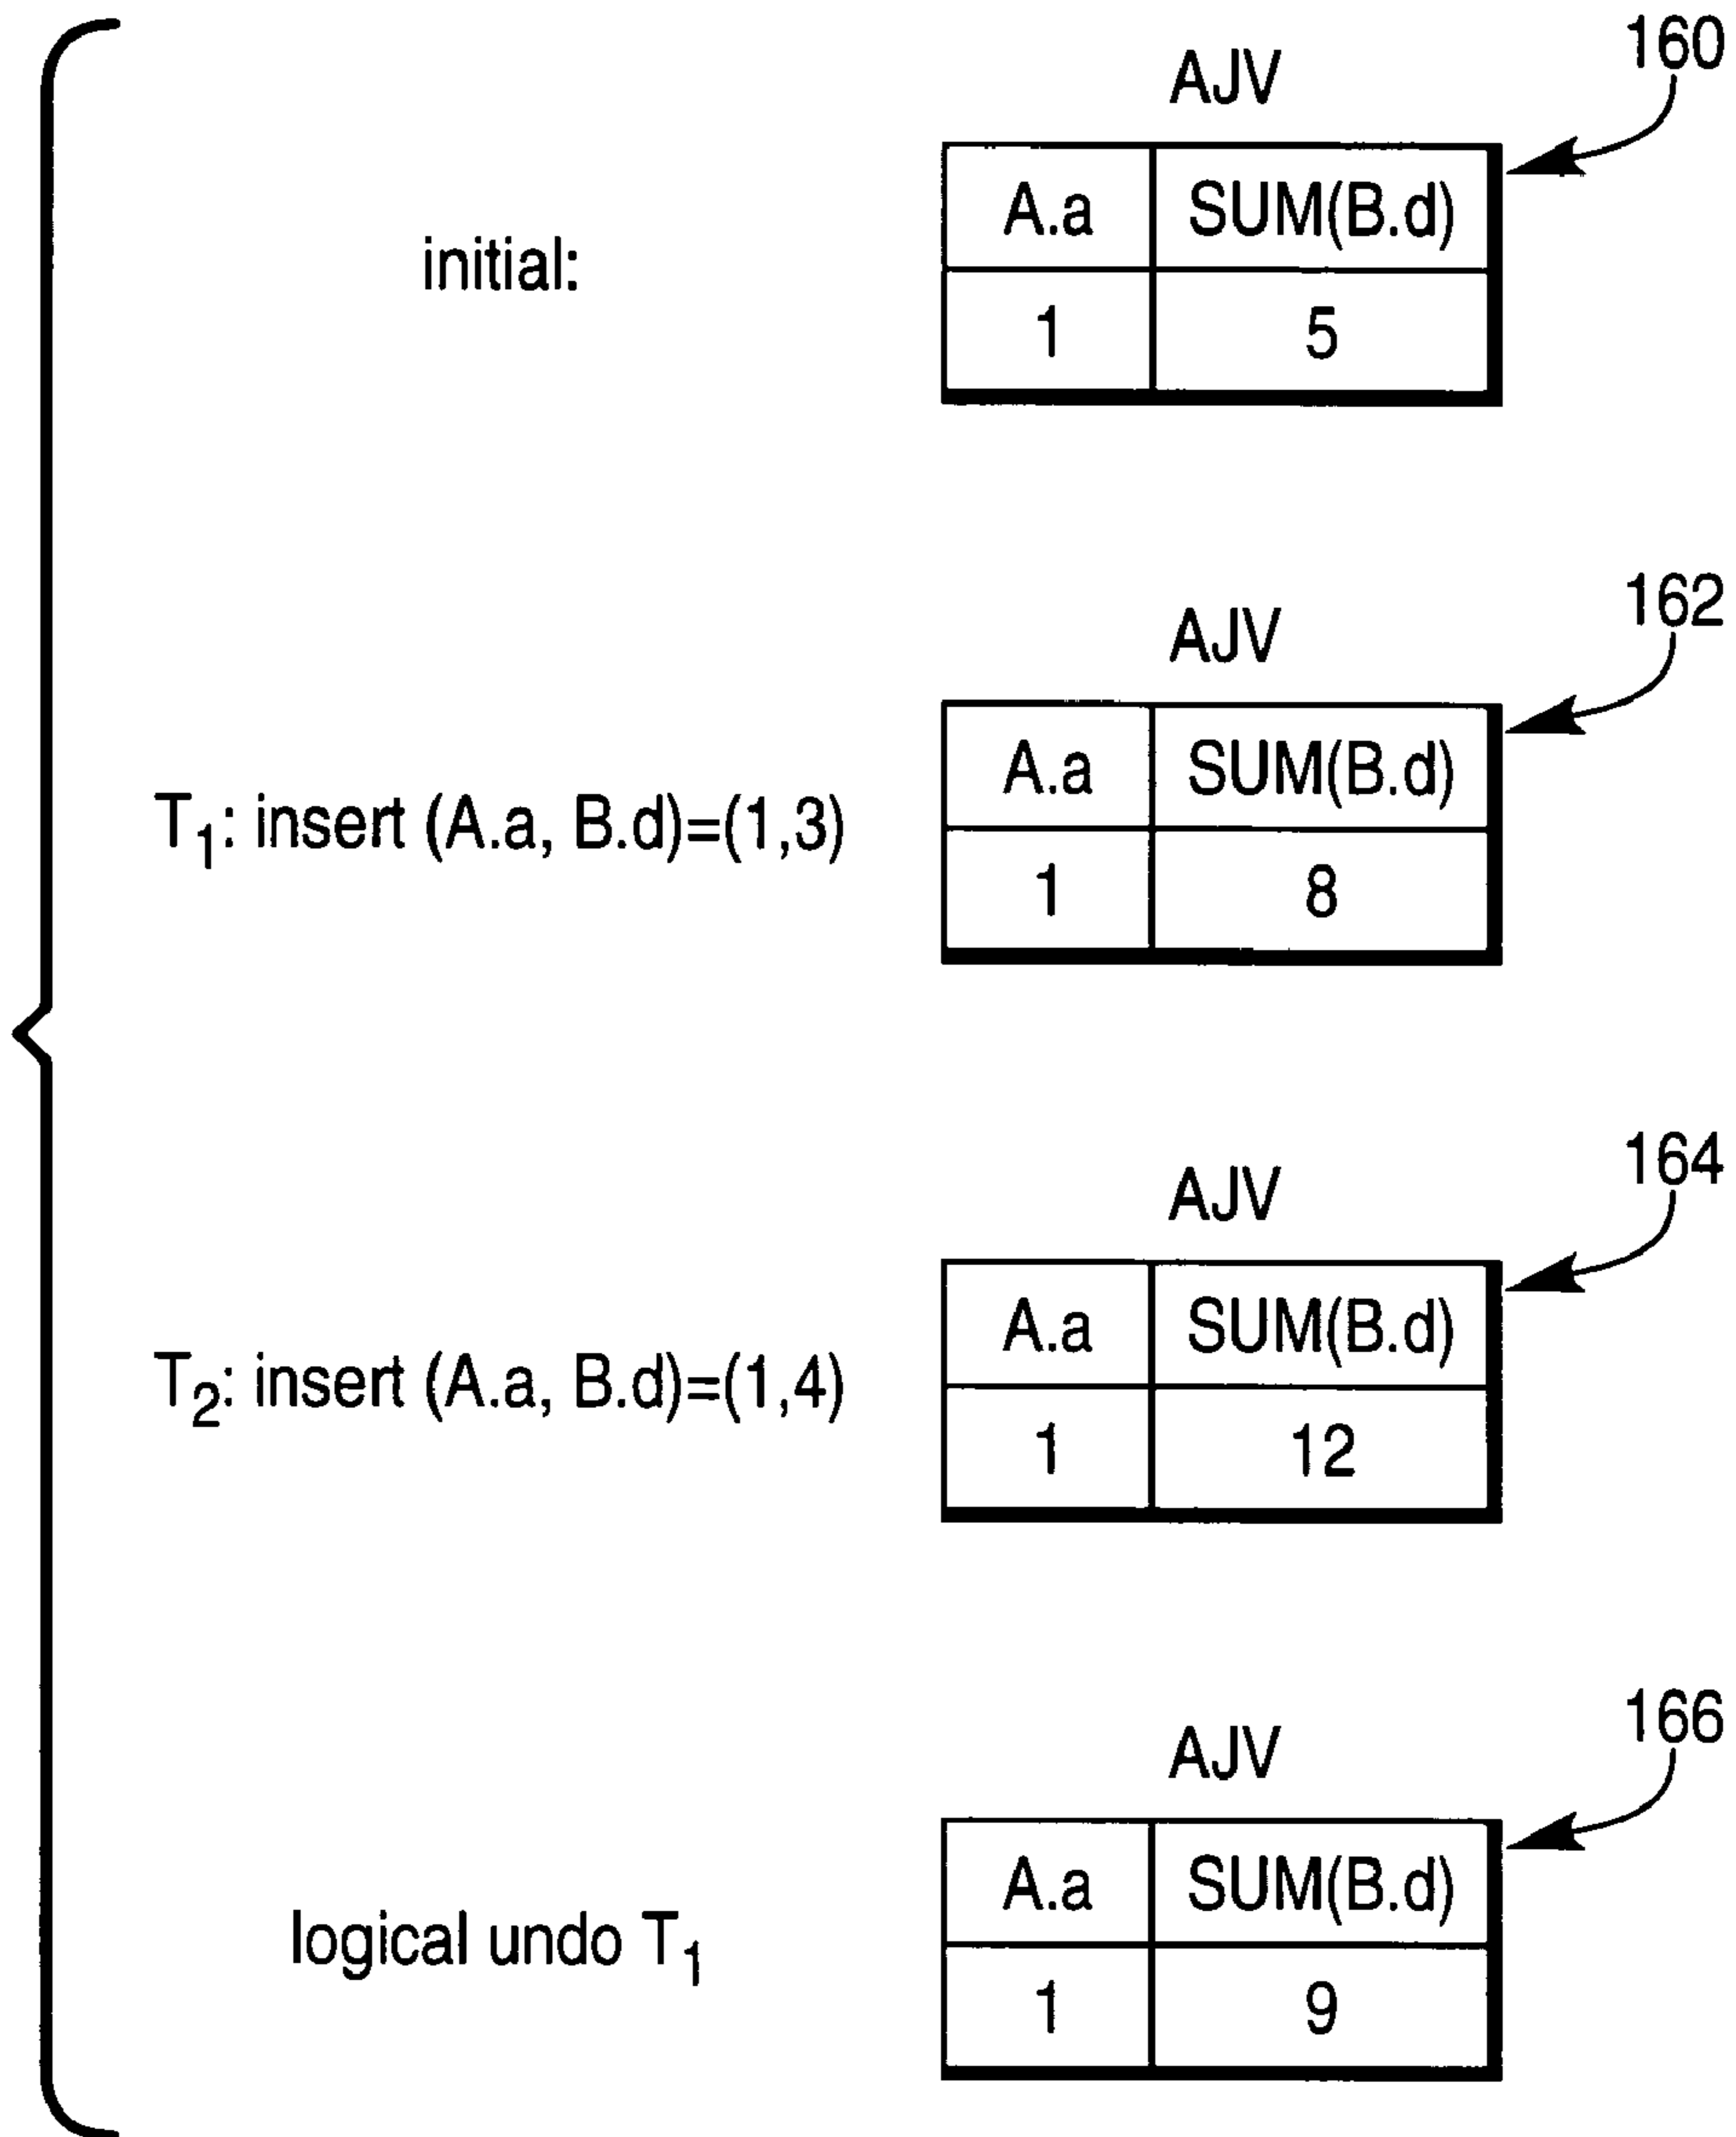 160
AJV
A.a SUM(B.d)
initial:
1 5
162
AJV
A.a SUM(B.d)
T₁: insert (A.a, B.d)=(1,3)
1 8
164
AJV
A.a SUM(B.d)
T₂: insert (A.a, B.d)=(1,4)
1 12
166
AJV
A.a SUM(B.d)
logical undo T₁
1 9